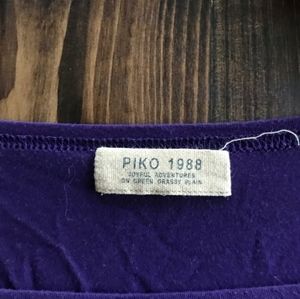 PIKO 1988
JOYFUL ADVENTURES
ON GREEN GRASSY PLAIN